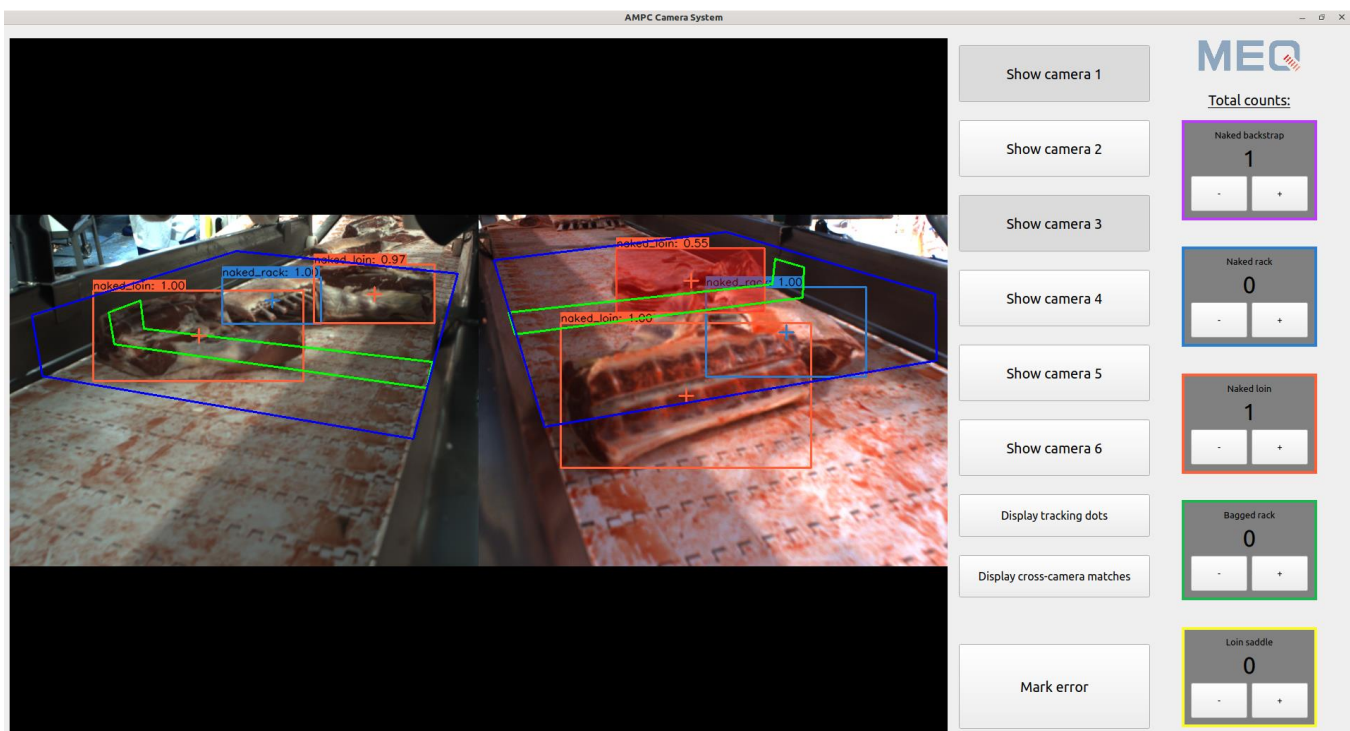 AMPC Camera System
naked_loin: 1.00
naked_rack: 1.00
naked_loin: 0.97
naked_loin: 0.55
naked_rack: 1.00
naked_loin: 1.00
Show camera 1
Show camera 2
Show camera 3
Show camera 4
Show camera 5
Show camera 6
Display tracking dots
Display cross-camera matches
Mark error
MEQ
Total counts:
Naked backstrap
1
- +
Naked rack
0
- +
Naked loin
1
- +
Bagged rack
0
- +
Loin saddle
0
- +